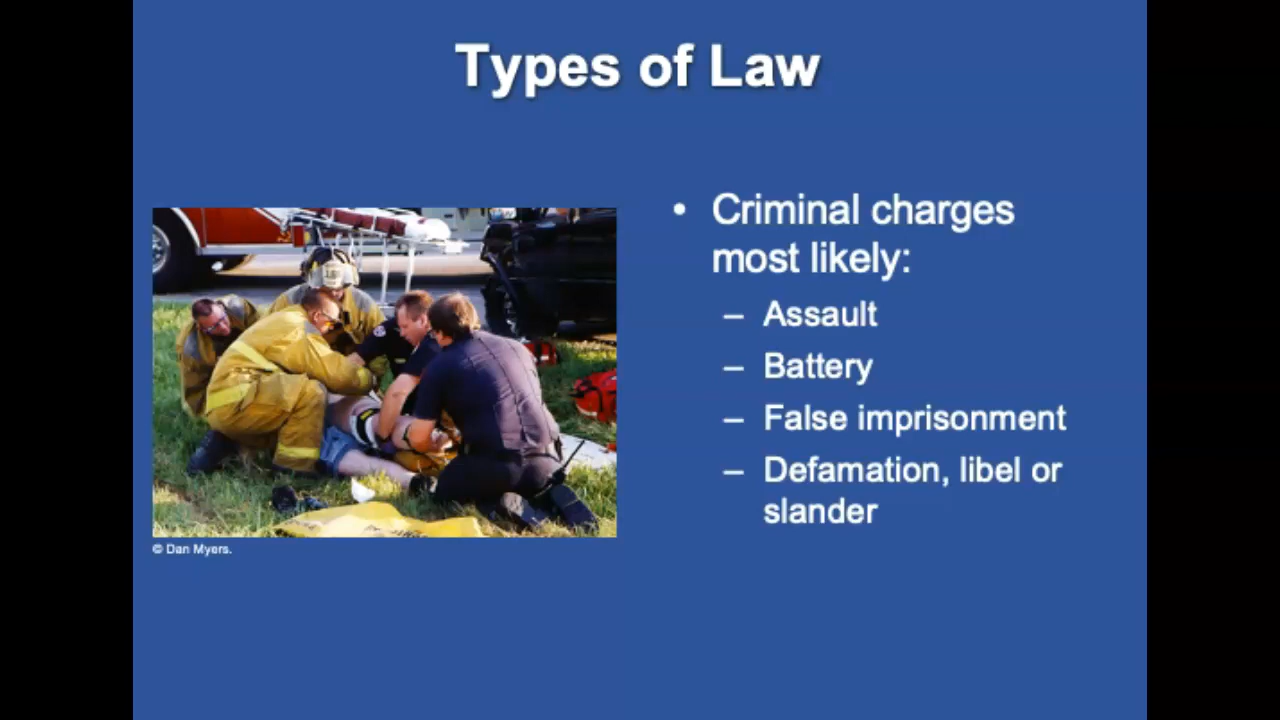 Types of Law
• Criminal charges
most likely:
– Assault
– Battery
– False imprisonment
– Defamation, libel or
slander
© Dan Myers.